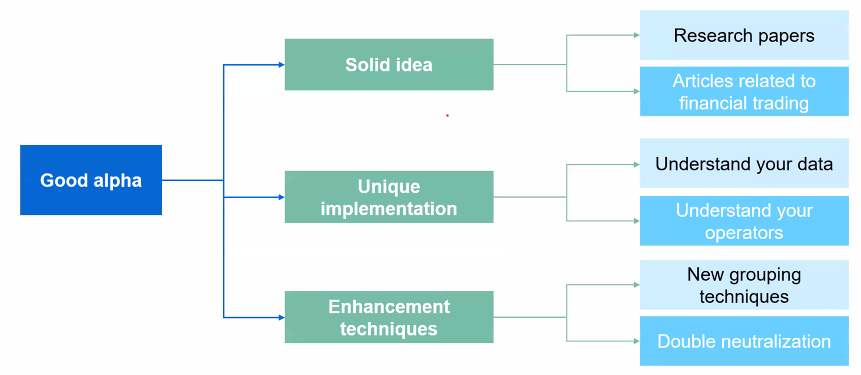 Good alpha
Solid idea
Research papers
Articles related to
financial trading
Unique
implementation
Understand your data
Understand your
operators
Enhancement
techniques
New grouping
techniques
Double neutralization